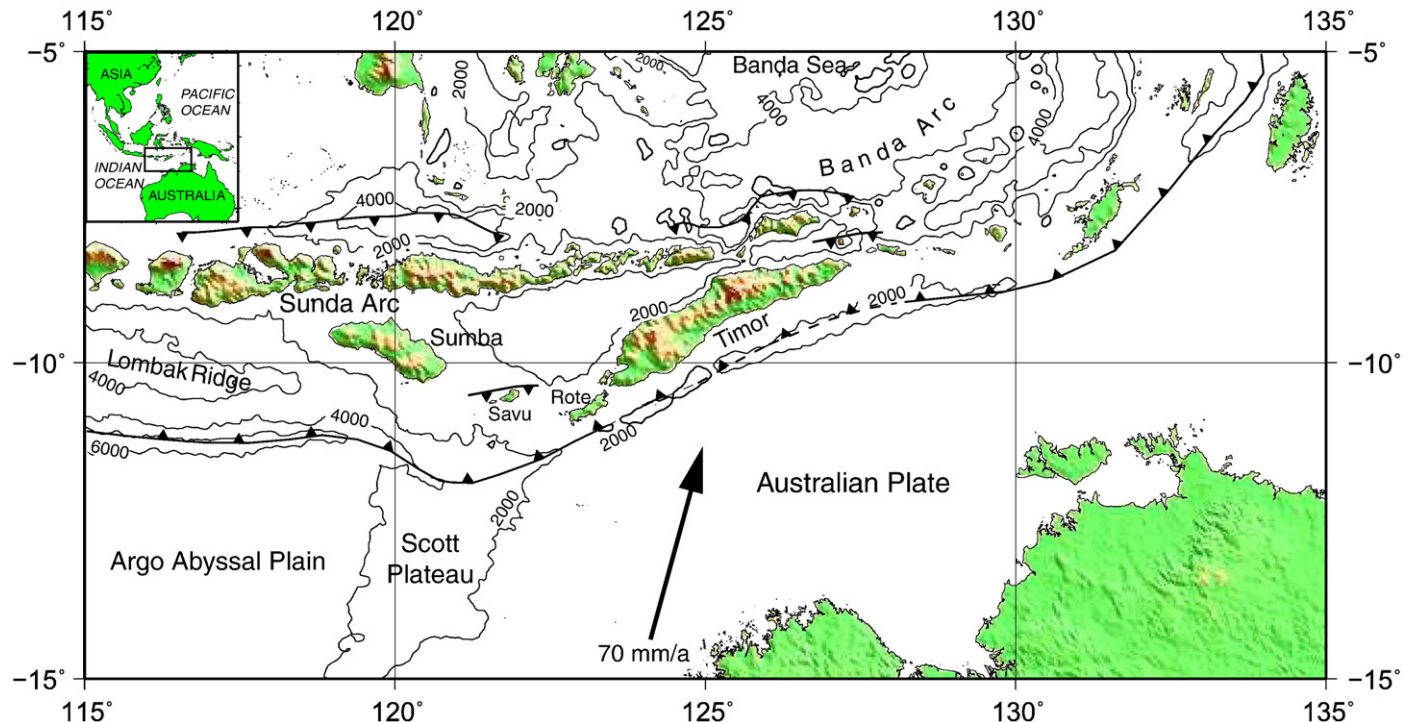 115° 120° 125° 130° 135°
−5° −5°
ASIA
PACIFIC
OCEAN
INDIAN
OCEAN
AUSTRALIA
2000
2000
Banda Sea
4000
4000
Banda Arc
4000
2000
2000
Sunda Arc
2000
2000
Sumba
Timor
−10° −10°
Lombak Ridge
4000
Savu
Rote
2000
4000
6000
2000
Australian Plate
Argo Abyssal Plain
Scott
Plateau
70 mm/a
−15° −15°
115° 120° 125° 130° 135°